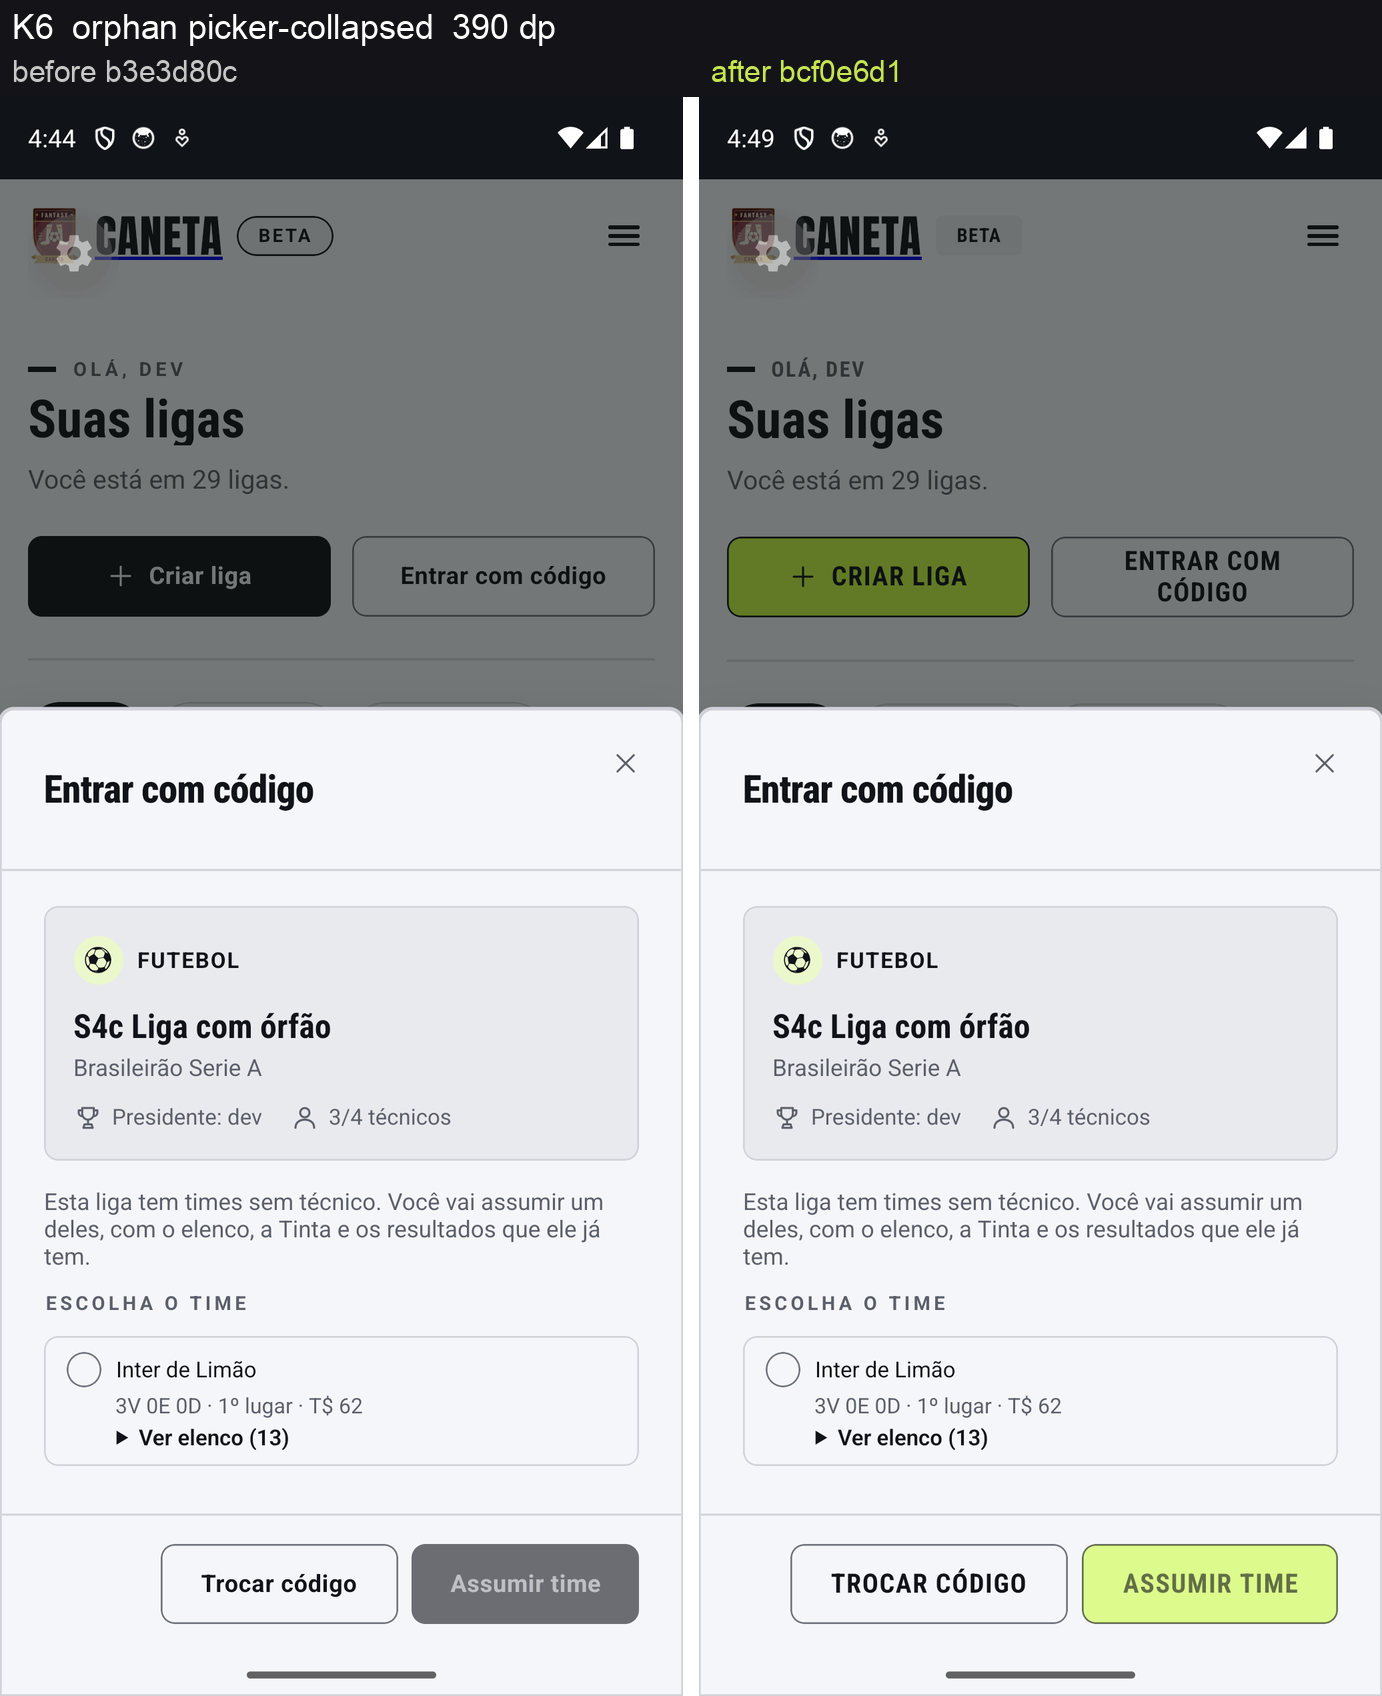 K6 orphan picker-collapsed 390 dp
before b3e3d80c
after bcf0e6d1
4:44
CANETA BETA
OLÁ, DEV
Suas ligas
Você está em 29 ligas.
Criar liga
Entrar com código
Entrar com código
FUTEBOL
S4c Liga com órfão
Brasileirão Serie A
Presidente: dev 3/4 técnicos
Esta liga tem times sem técnico. Você vai assumir um
deles, com o elenco, a Tinta e os resultados que ele já
tem.
ESCOLHA O TIME
Inter de Limão
3V 0E 0D · 1º lugar · T$ 62
Ver elenco (13)
Trocar código
Assumir time
4:49
CANETA BETA
OLÁ, DEV
Suas ligas
Você está em 29 ligas.
CRIAR LIGA
ENTRAR COM
CÓDIGO
Entrar com código
FUTEBOL
S4c Liga com órfão
Brasileirão Serie A
Presidente: dev 3/4 técnicos
Esta liga tem times sem técnico. Você vai assumir um
deles, com o elenco, a Tinta e os resultados que ele já
tem.
ESCOLHA O TIME
Inter de Limão
3V 0E 0D · 1º lugar · T$ 62
Ver elenco (13)
TROCAR CÓDIGO
ASSUMIR TIME